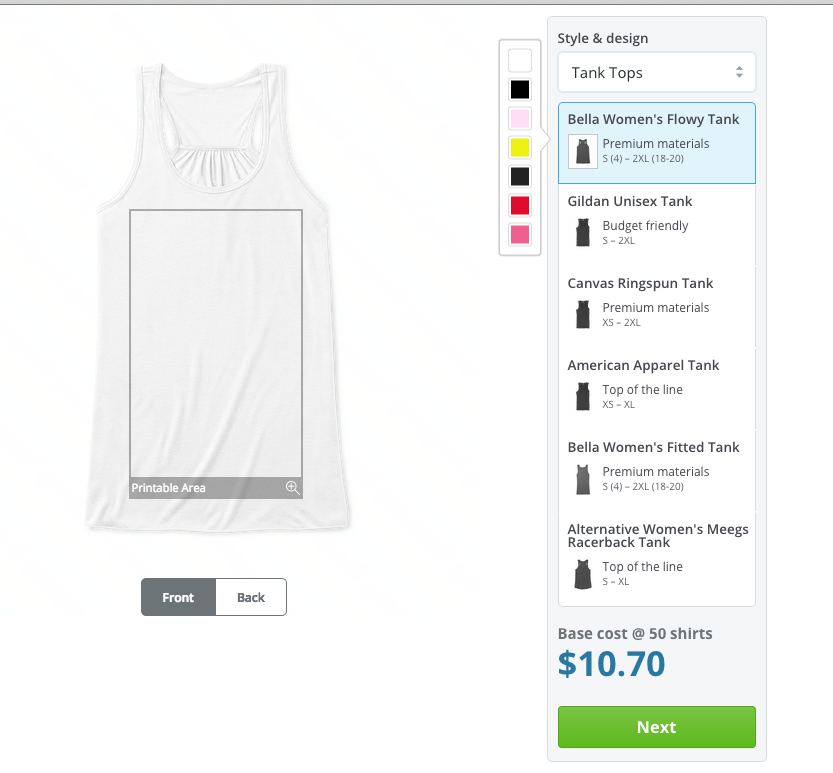 Style & design
Tank Tops
Bella Women's Flowy Tank
Premium materials
S (4) – 2XL (18-20)
Gildan Unisex Tank
Budget friendly
S – 2XL
Canvas Ringspun Tank
Premium materials
XS – 2XL
American Apparel Tank
Top of the line
XS – XL
Bella Women's Fitted Tank
Premium materials
S (4) – 2XL (18-20)
Alternative Women's Meegs
Racerback Tank
Top of the line
S – XL
Printable Area
Front
Back
Base cost @ 50 shirts
$10.70
Next